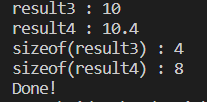 result3 : 10
result4 : 10.4
sizeof(result3) : 4
sizeof(result4) : 8
Done!